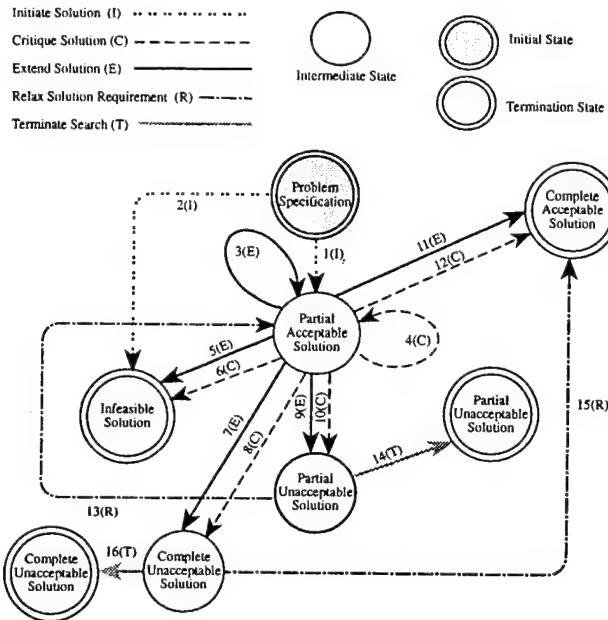 Initiate Solution (I)
Critique Solution (C)
Extend Solution (E)
Relax Solution Requirement (R)
Terminate Search (T)
Intermediate State
Initial State
Termination State
Problem
Specification
Complete
Acceptable
Solution
2(I)
1(I)
3(E)
11(E)
12(C)
Partial
Acceptable
Solution
4(C)
5(E)
6(C)
Infeasible
Solution
7(E)
8(C)
9(E)
10(C)
Partial
Unacceptable
Solution
15(R)
14(T)
Partial
Unacceptable
Solution
13(R)
16(T)
Complete
Unacceptable
Solution
Complete
Unacceptable
Solution